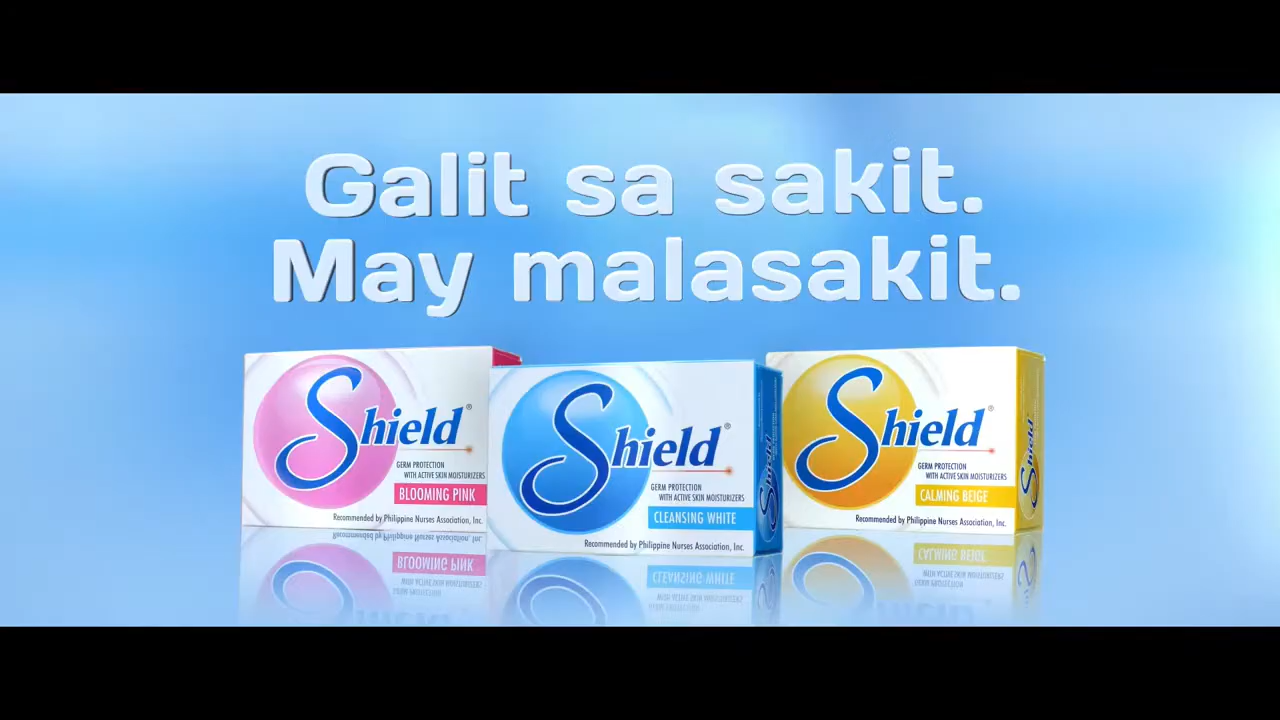 Galit sa sakit.
May malasakit.
Shield®
GERM PROTECTION
WITH ACTIVE SKIN MOISTURIZERS
BLOOMING PINK
Recommended by Philippine Nurses Association, Inc.
Shield®
GERM PROTECTION
WITH ACTIVE SKIN MOISTURIZERS
CLEANSING WHITE
Recommended by Philippine Nurses Association, Inc.
Shield
Shield®
GERM PROTECTION
WITH ACTIVE SKIN MOISTURIZERS
CALMING BEIGE
Recommended by Philippine Nurses Association, Inc.
Shield